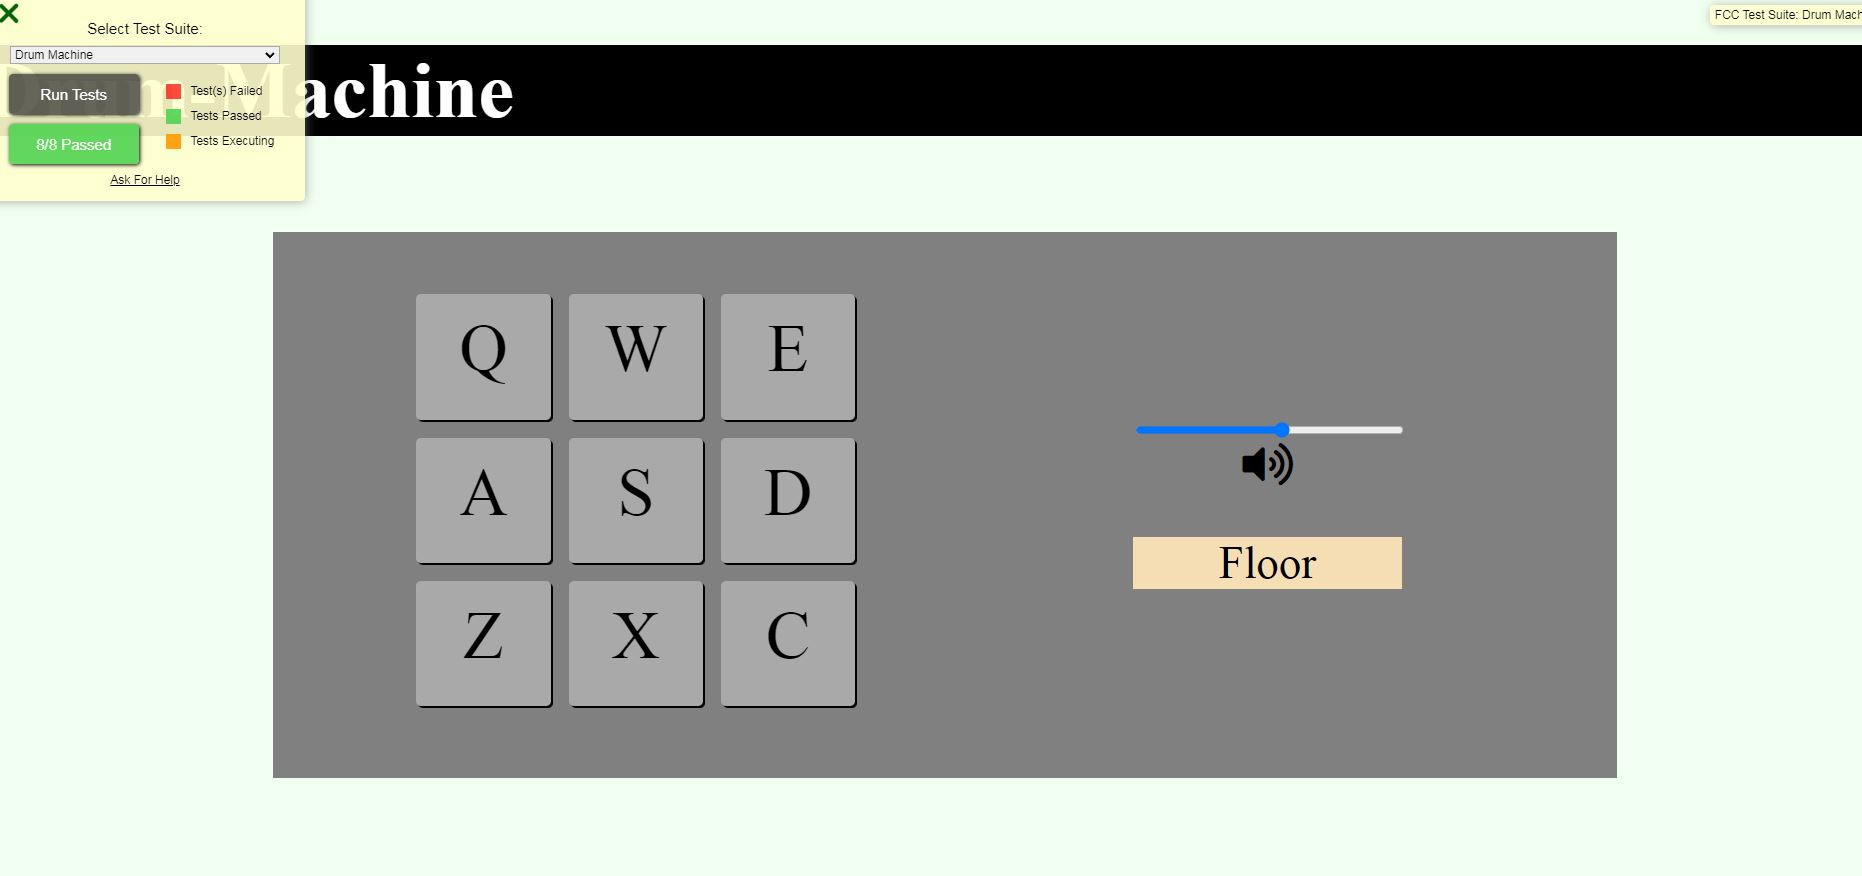 Select Test Suite:
FCC Test Suite: Drum Mach
Drum Machine
Drum-Machine
Run Tests
Test(s) Failed
Tests Passed
8/8 Passed
Tests Executing
Ask For Help
Q W E
A S D
Floor
Z X C